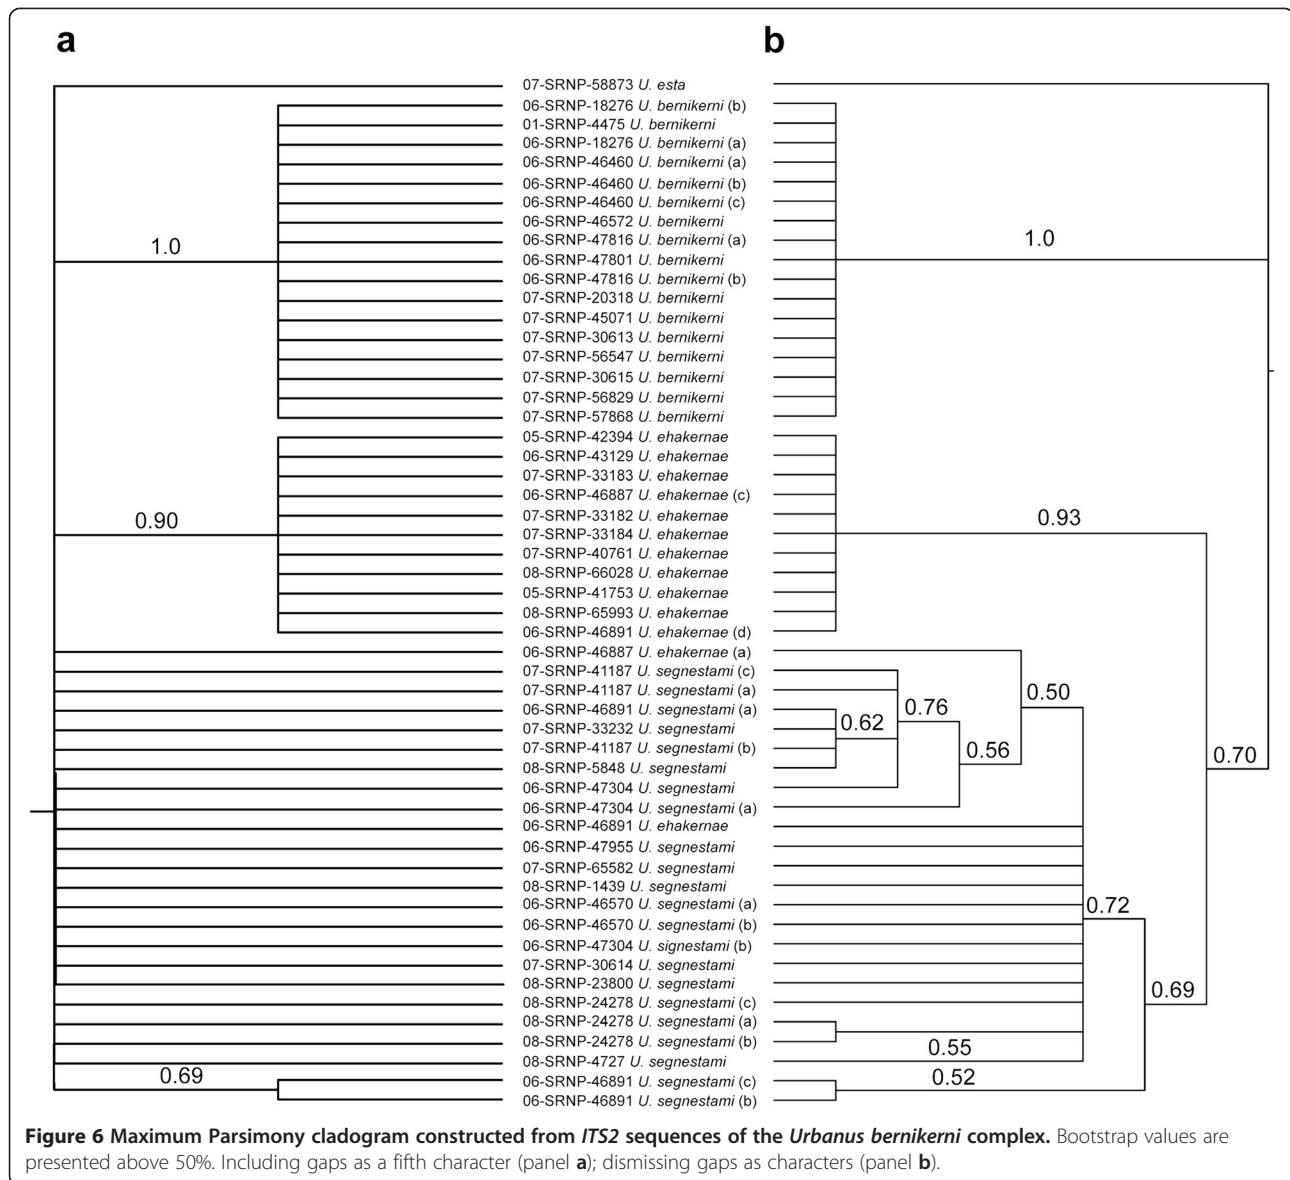 a
b
07-SRNP-58873 U. esta
06-SRNP-18276 U. bernikerni (b)
01-SRNP-4475 U. bernikerni
06-SRNP-18276 U. bernikerni (a)
06-SRNP-46460 U. bernikerni (a)
06-SRNP-46460 U. bernikerni (b)
06-SRNP-46460 U. bernikerni (c)
06-SRNP-46572 U. bernikerni
06-SRNP-47816 U. bernikerni (a)
1.0
1.0
06-SRNP-47801 U. bernikerni
06-SRNP-47816 U. bernikerni (b)
07-SRNP-20318 U. bernikerni
07-SRNP-45071 U. bernikerni
07-SRNP-30613 U. bernikerni
07-SRNP-56547 U. bernikerni
07-SRNP-30615 U. bernikerni
07-SRNP-56829 U. bernikerni
07-SRNP-57868 U. bernikerni
05-SRNP-42394 U. ehakernae
06-SRNP-43129 U. ehakernae
07-SRNP-33183 U. ehakernae
06-SRNP-46887 U. ehakernae (c)
07-SRNP-33182 U. ehakernae
0.90
0.93
07-SRNP-33184 U. ehakernae
07-SRNP-40761 U. ehakernae
08-SRNP-66028 U. ehakernae
05-SRNP-41753 U. ehakernae
08-SRNP-65993 U. ehakernae
06-SRNP-46891 U. ehakernae (d)
06-SRNP-46887 U. ehakernae (a)
07-SRNP-41187 U. segnestami (c)
07-SRNP-41187 U. segnestami (a)
0.50
06-SRNP-46891 U. segnestami (a)
0.76
07-SRNP-33232 U. segnestami
0.62
07-SRNP-41187 U. segnestami (b)
0.56
0.70
08-SRNP-5848 U. segnestami
06-SRNP-47304 U. segnestami
06-SRNP-47304 U. segnestami (a)
06-SRNP-46891 U. ehakernae
06-SRNP-47955 U. segnestami
07-SRNP-65582 U. segnestami
08-SRNP-1439 U. segnestami
06-SRNP-46570 U. segnestami (a)
0.72
06-SRNP-46570 U. segnestami (b)
06-SRNP-47304 U. signestami (b)
07-SRNP-30614 U. segnestami
08-SRNP-23800 U. segnestami
0.69
08-SRNP-24278 U. segnestami (c)
08-SRNP-24278 U. segnestami (a)
08-SRNP-24278 U. segnestami (b)
0.55
08-SRNP-4727 U. segnestami
0.69
0.52
06-SRNP-46891 U. segnestami (c)
06-SRNP-46891 U. segnestami (b)
Figure 6 Maximum Parsimony cladogram constructed from ITS2 sequences of the Urbanus bernikerni complex. Bootstrap values are
presented above 50%. Including gaps as a fifth character (panel a); dismissing gaps as characters (panel b).